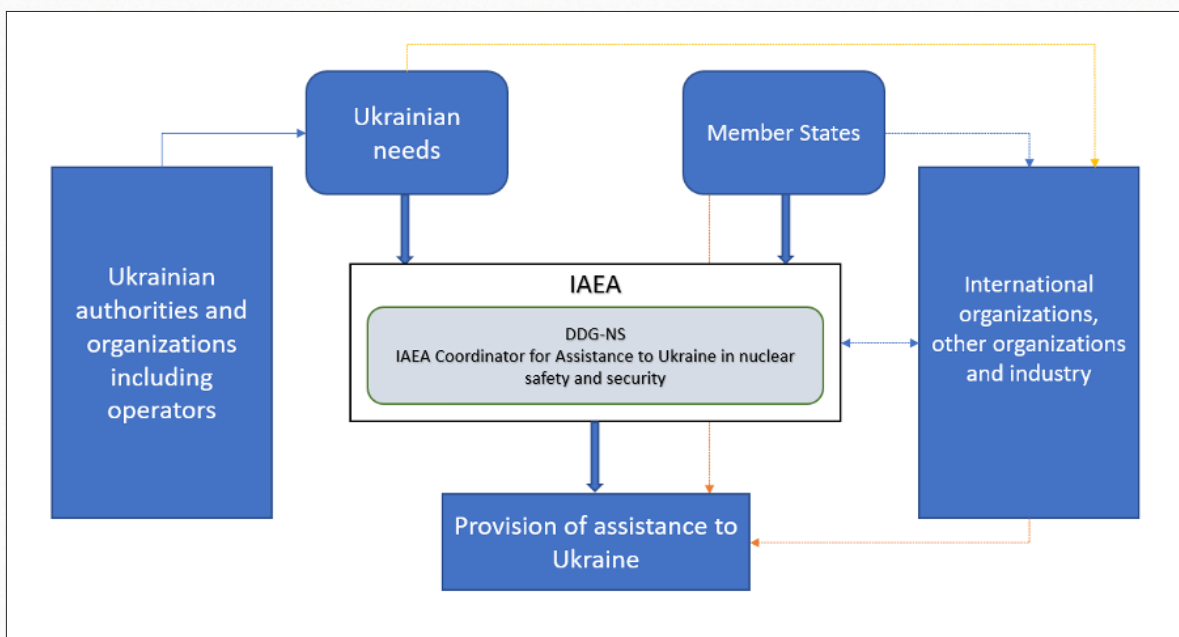 Ukrainian
needs
Member States
Ukrainian
authorities and
organizations
including
operators
IAEA
DDG-NS
IAEA Coordinator for Assistance to Ukraine in nuclear
safety and security
International
organizations,
other organizations
and industry
Provision of assistance to
Ukraine